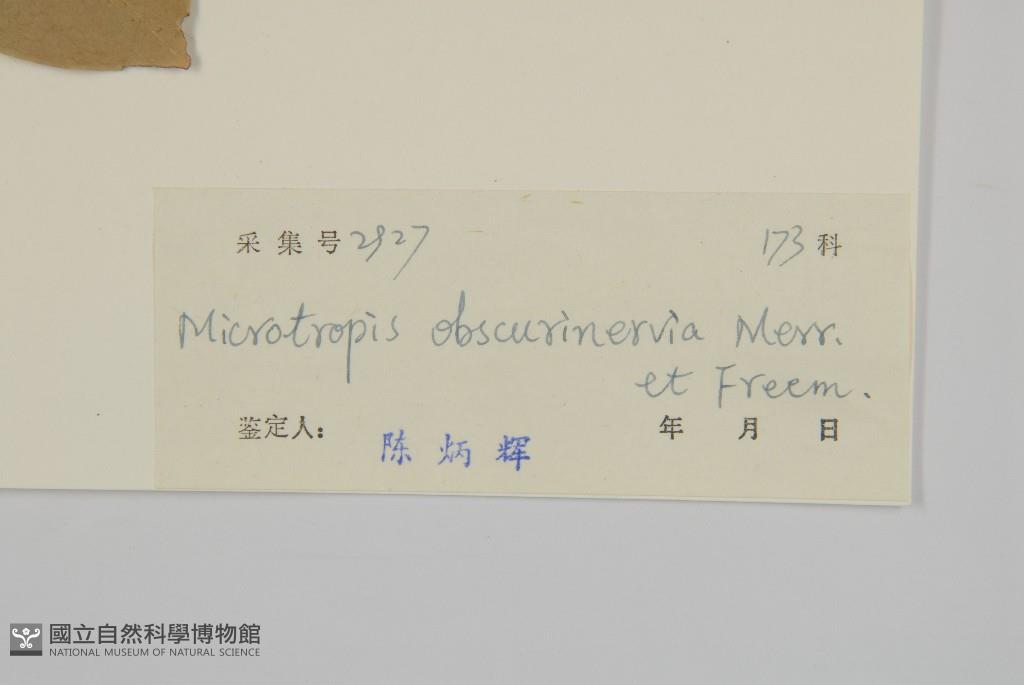 采集号 2927 173 科
Microtropis obscurinervia Merr.
et Freem.
鉴定人： 陈炳辉 年 月 日
國立自然科學博物館
NATIONAL MUSEUM OF NATURAL SCIENCE